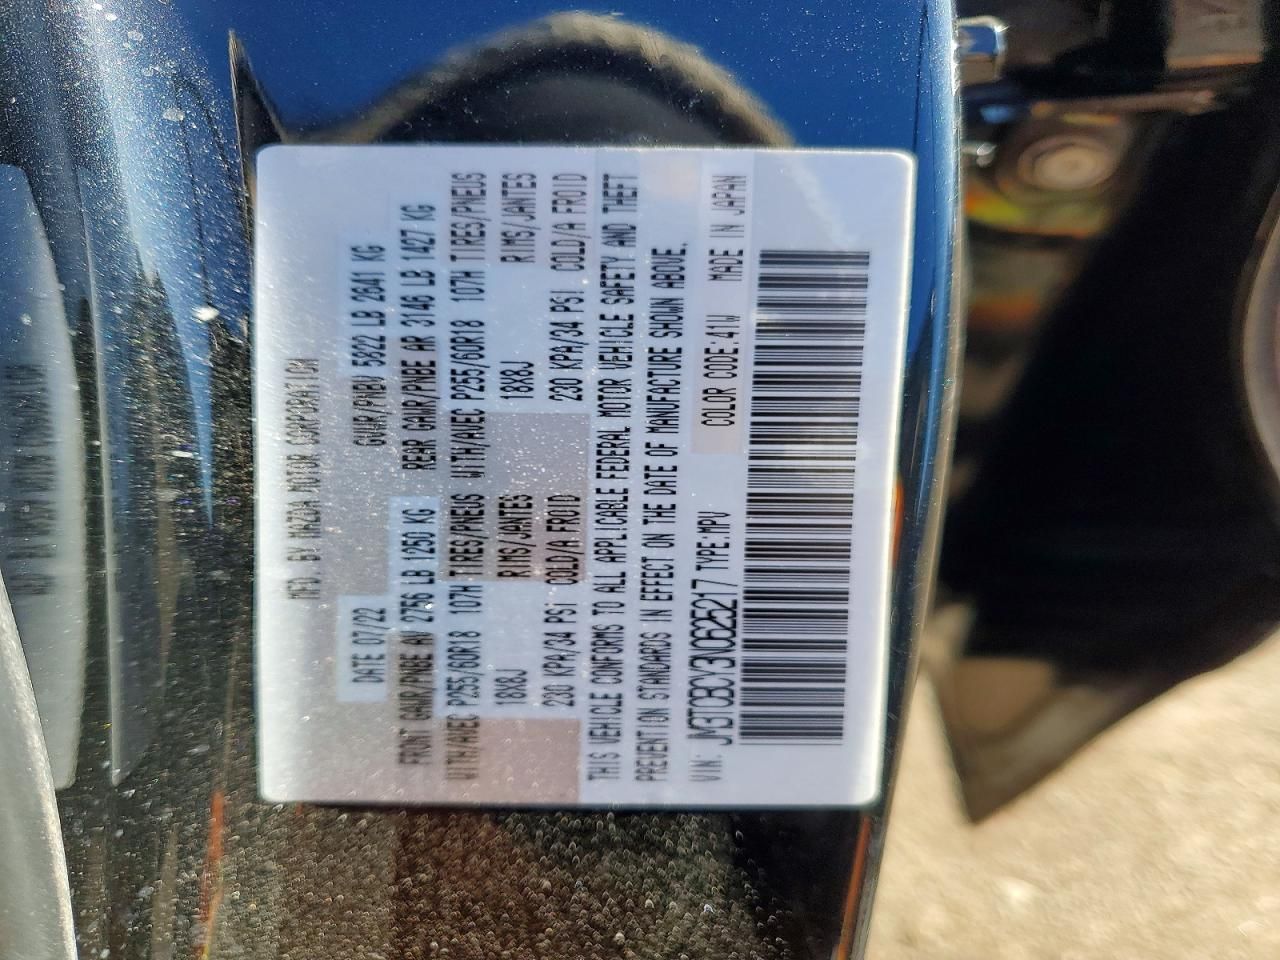 MFD. BY MAZDA MOTOR CORPORATION
DATE 07/22 GVWR/PNBV 5822 LB 2641 KG
FRONT GAWR/PNBE AV 2756 LB 1250 KG REAR GAWR/PNBE AR 3146 LB 1427 KG
WITH/AVEC P255/60R18 107H TIRES/PNEUS WITH/AVEC P255/60R18 107H TIRES/PNEUS
18X8J RIMS/JANTES 18X8J RIMS/JANTES
230 KPA/34 PSI COLD/A FROID 230 KPA/34 PSI COLD/A FROID
THIS VEHICLE CONFORMS TO ALL APPLICABLE FEDERAL MOTOR VEHICLE SAFETY AND THEFT
PREVENTION STANDARDS IN EFFECT ON THE DATE OF MANUFACTURE SHOWN ABOVE.
VIN: JM3TCBCY3N0625217 TYPE:MPV COLOR CODE:41W MADE IN JAPAN